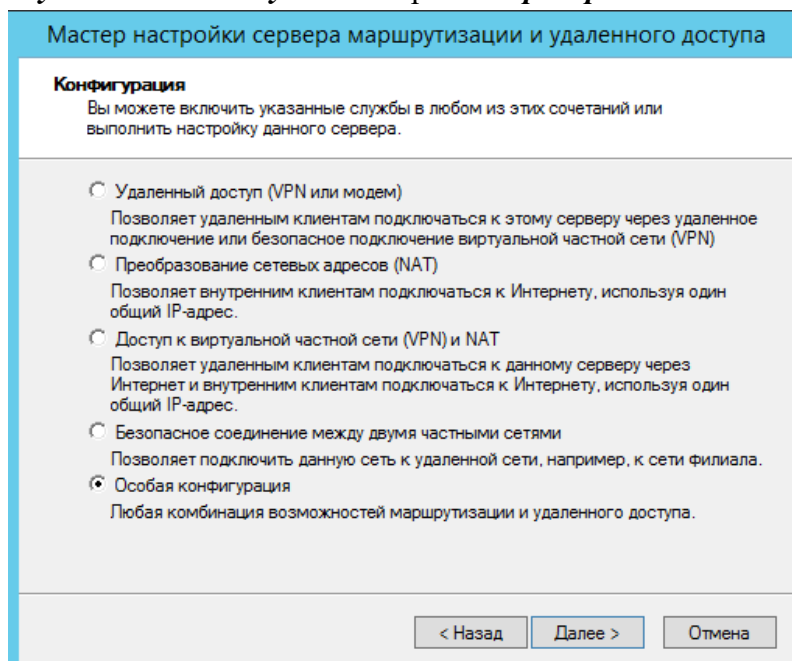 Мастер настройки сервера маршрутизации и удаленного доступа
Конфигурация
Вы можете включить указанные службы в любом из этих сочетаний или
выполнить настройку данного сервера.
Удаленный доступ (VPN или модем)
Позволяет удаленным клиентам подключаться к этому серверу через удаленное
подключение или безопасное подключение виртуальной частной сети (VPN)
Преобразование сетевых адресов (NAT)
Позволяет внутренним клиентам подключаться к Интернету, используя один
общий IP-адрес.
Доступ к виртуальной частной сети (VPN) и NAT
Позволяет удаленным клиентам подключаться к данному серверу через
Интернет и внутренним клиентам подключаться к Интернету, используя один
общий IP-адрес.
Безопасное соединение между двумя частными сетями
Позволяет подключить данную сеть к удаленной сети, например, к сети филиала.
Особая конфигурация
Любая комбинация возможностей маршрутизации и удаленного доступа.
< Назад Далее > Отмена